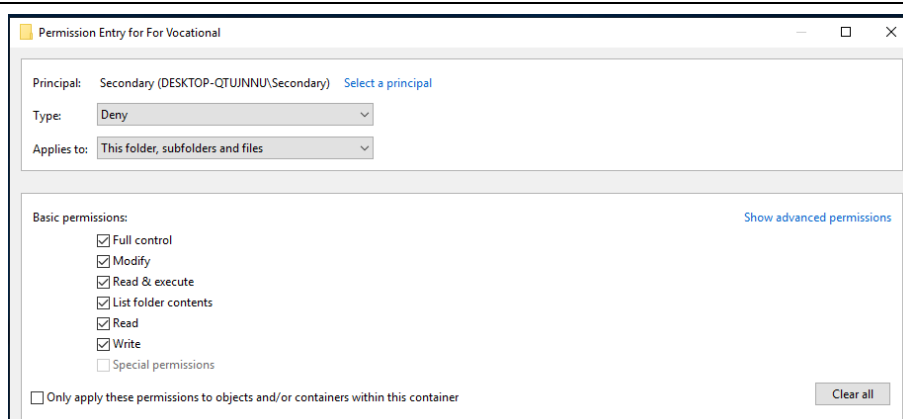 Permission Entry for For Vocational
Principal: Secondary (DESKTOP-QTUJNNU\Secondary) Select a principal
Type: Deny
Applies to: This folder, subfolders and files
Basic permissions: Show advanced permissions
Full control
Modify
Read & execute
List folder contents
Read
Write
Special permissions
Only apply these permissions to objects and/or containers within this container Clear all